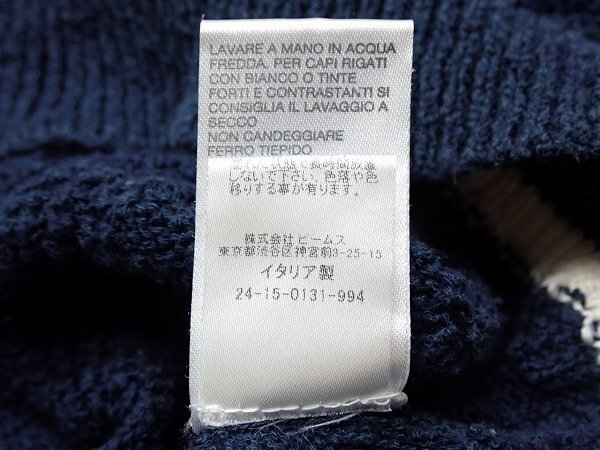 LAVARE A MANO IN ACQUA
FREDDA. PER CAPI RIGATI
CON BIANCO O TINTE
FORTI E CONTRASTANTI SI
CONSIGLIA IL LAVAGGIO A
SECCO
NON CANDEGGIARE
FERRO TIEPIDO
しないで下さい。色落や色
移りする事が有ります。
株式会社 ビームス
東京都渋谷区神宮前3-25-15
イタリア製
24-15-0131-994